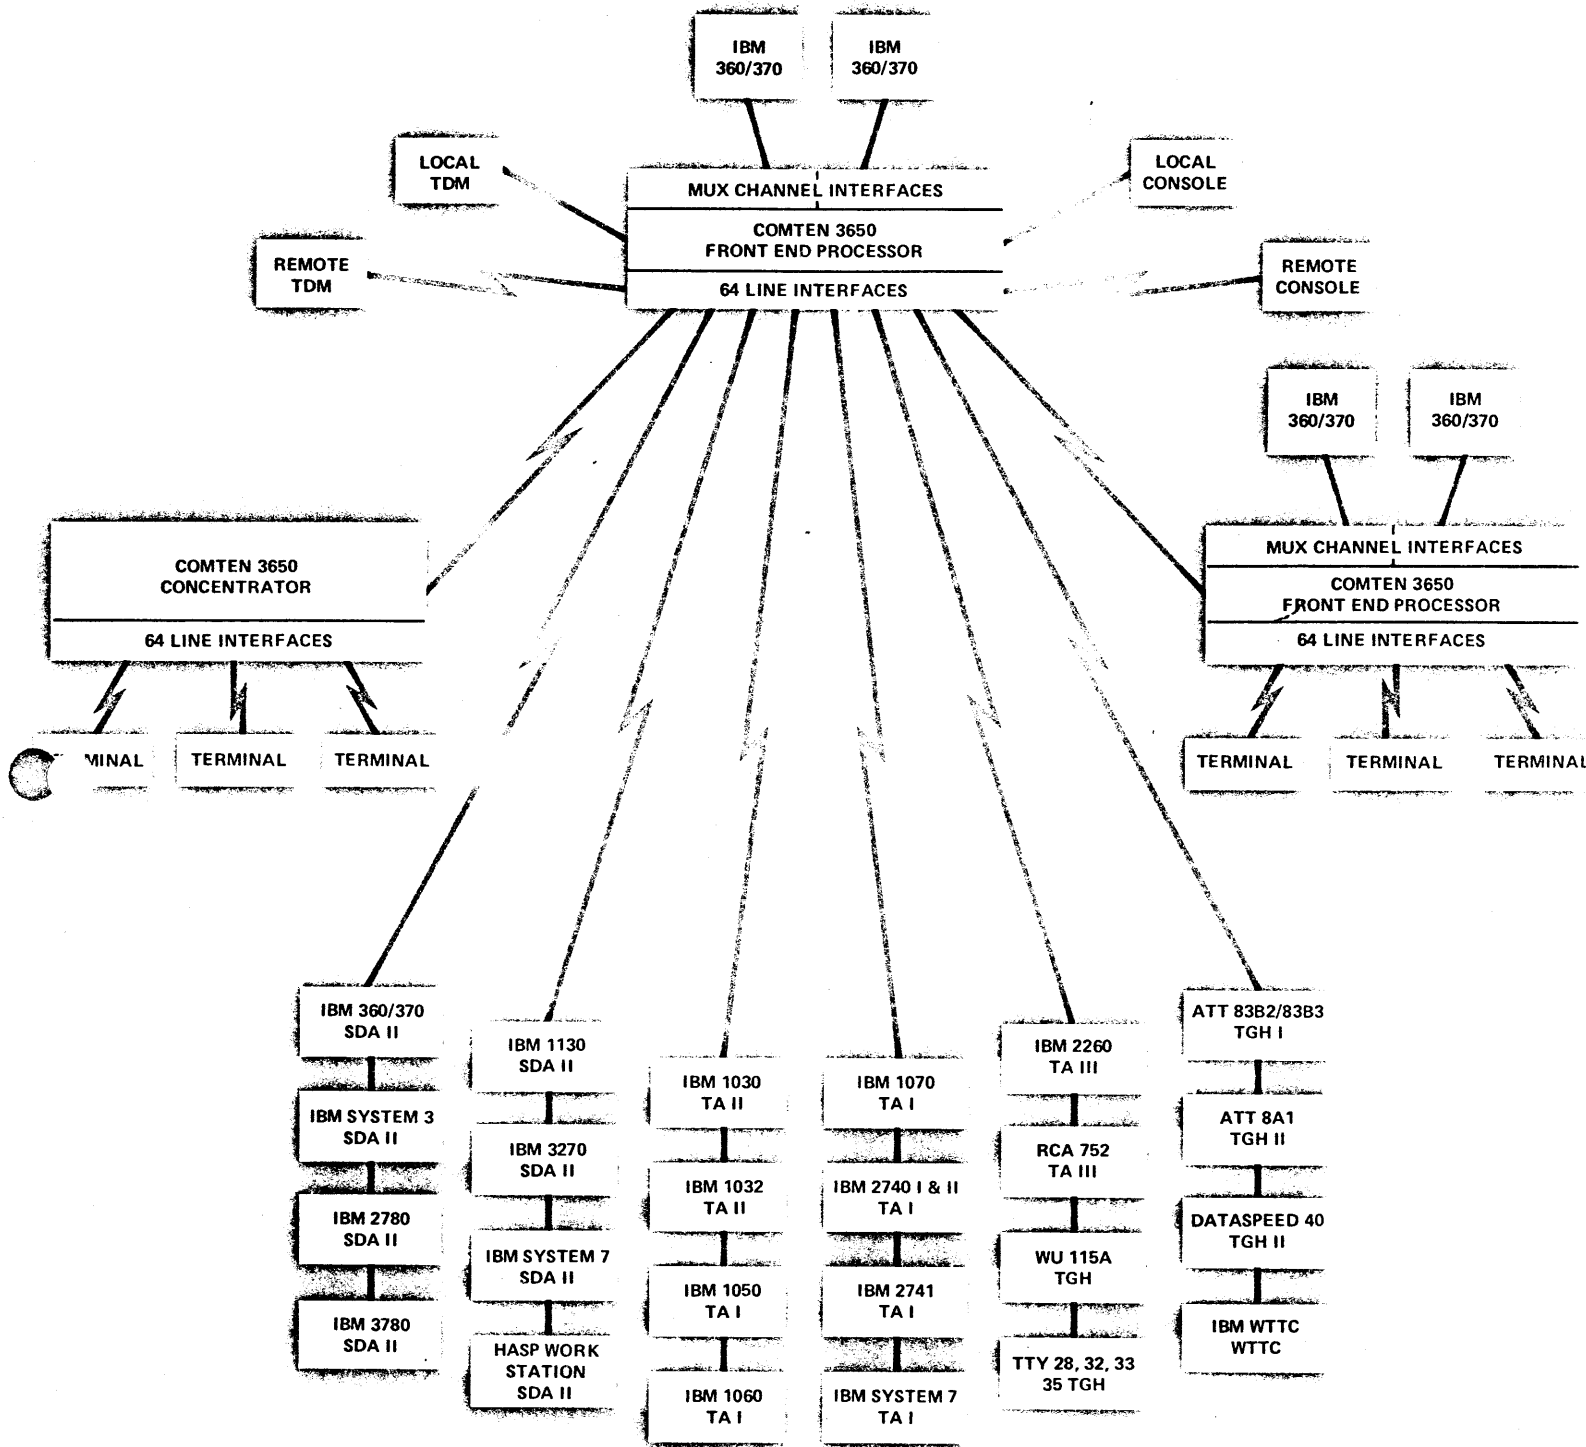 IBM
360/370
IBM
360/370
LOCAL
TDM
MUX CHANNEL INTERFACES
LOCAL
CONSOLE
COMTEN 3650
FRONT END PROCESSOR
REMOTE
TDM
64 LINE INTERFACES
REMOTE
CONSOLE
IBM
360/370
IBM
360/370
COMTEN 3650
CONCENTRATOR
64 LINE INTERFACES
MUX CHANNEL INTERFACES
COMTEN 3650
FRONT END PROCESSOR
64 LINE INTERFACES
MINAL
TERMINAL
TERMINAL
TERMINAL
TERMINAL
TERMINAL
IBM 360/370
SDA II
IBM SYSTEM 3
SDA II
IBM 2780
SDA II
IBM 3780
SDA II
IBM 1130
SDA II
IBM 3270
SDA II
IBM SYSTEM 7
SDA II
HASP WORK
STATION
SDA II
IBM 1030
TA II
IBM 1032
TA II
IBM 1050
TA I
IBM 1060
TA I
IBM 1070
TA I
IBM 2740 I & II
TA I
IBM 2741
TA I
IBM SYSTEM 7
TA I
IBM 2260
TA III
RCA 752
TA III
WU 115A
TGH
TTY 28, 32, 33
35 TGH
ATT 83B2/83B3
TGH I
ATT 8A1
TGH II
DATASPEED 40
TGH II
IBM WTTC
WTTC